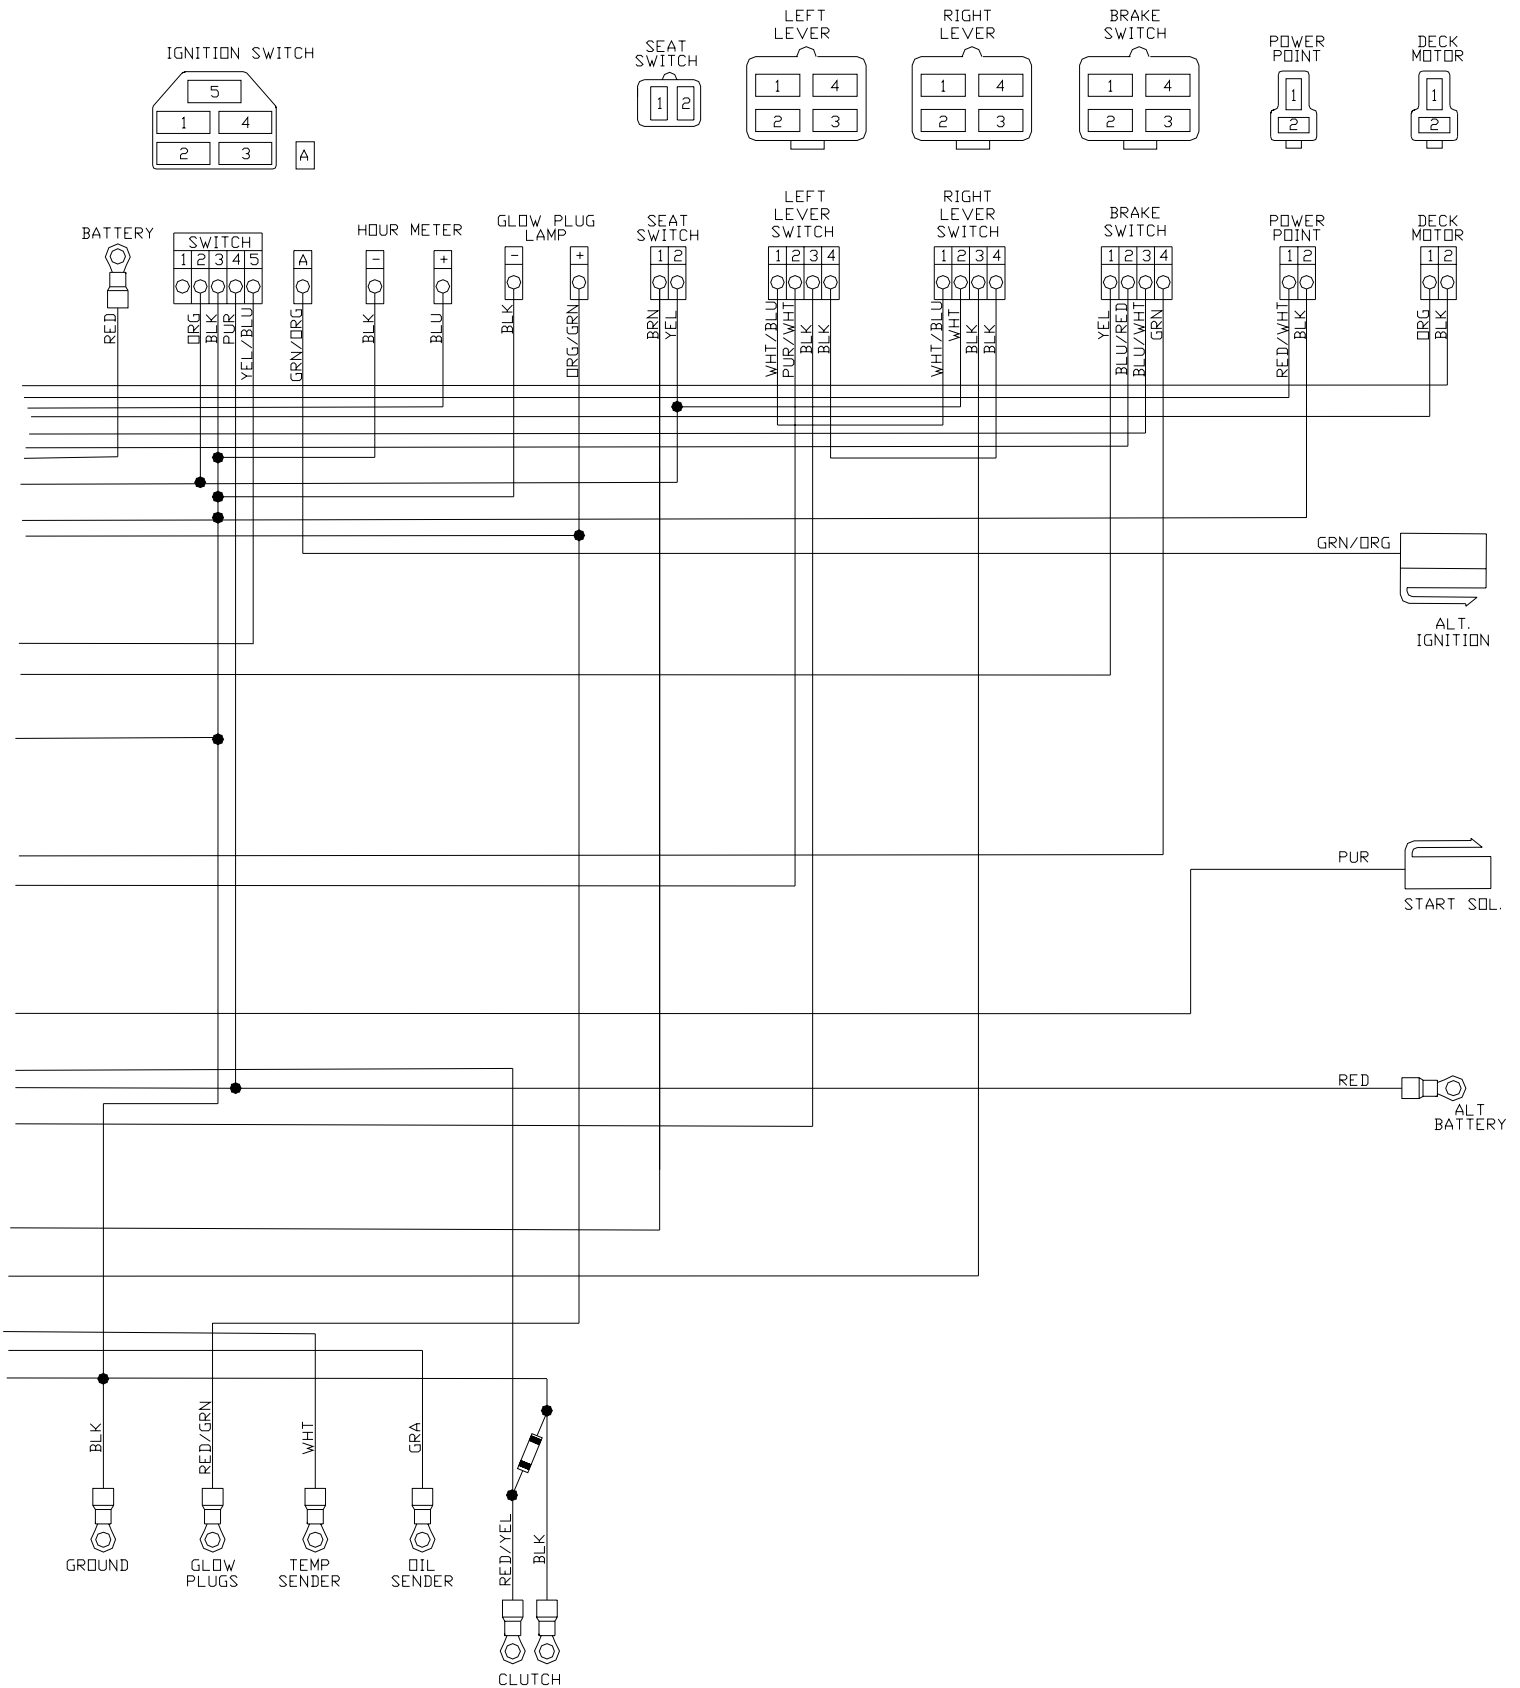 IGNITION SWITCH
5
1 4
2 3
A
SEAT
SWITCH
1 2
LEFT
LEVER
1 4
2 3
RIGHT
LEVER
1 4
2 3
BRAKE
SWITCH
1 4
2 3
POWER
POINT
1
2
DECK
MOTOR
1
2
BATTERY
RED
SWITCH
1 2 3 4 5
ORG
BLK
PUR
YEL/BLU
A
GRN/ORG
HOUR METER
- +
BLK
BLU
GLOW PLUG
LAMP
- +
BLK
ORG/GRN
SEAT
SWITCH
1 2
BRN
YEL
LEFT
LEVER
SWITCH
1 2 3 4
WHT/BLU
PUR/WHT
BLK
BLK
RIGHT
LEVER
SWITCH
1 2 3 4
WHT/BLU
WHT
BLK
BLK
BRAKE
SWITCH
1 2 3 4
YEL
BLU/RED
BLU/WHT
GRN
POWER
POINT
1 2
RED/WHT
BLK
DECK
MOTOR
1 2
ORG
BLK
GRN/ORG
ALT.
IGNITION
PUR
START SOL.
RED
ALT
BATTERY
BLK
RED/GRN
WHT
GRA
GROUND
GLOW
PLUGS
TEMP
SENDER
OIL
SENDER
RED/YEL
BLK
CLUTCH